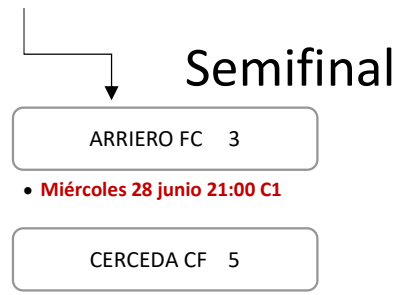 Semifinal
ARRIERO FC 3
• Miércoles 28 junio 21:00 C1
CERCEDA CF 5